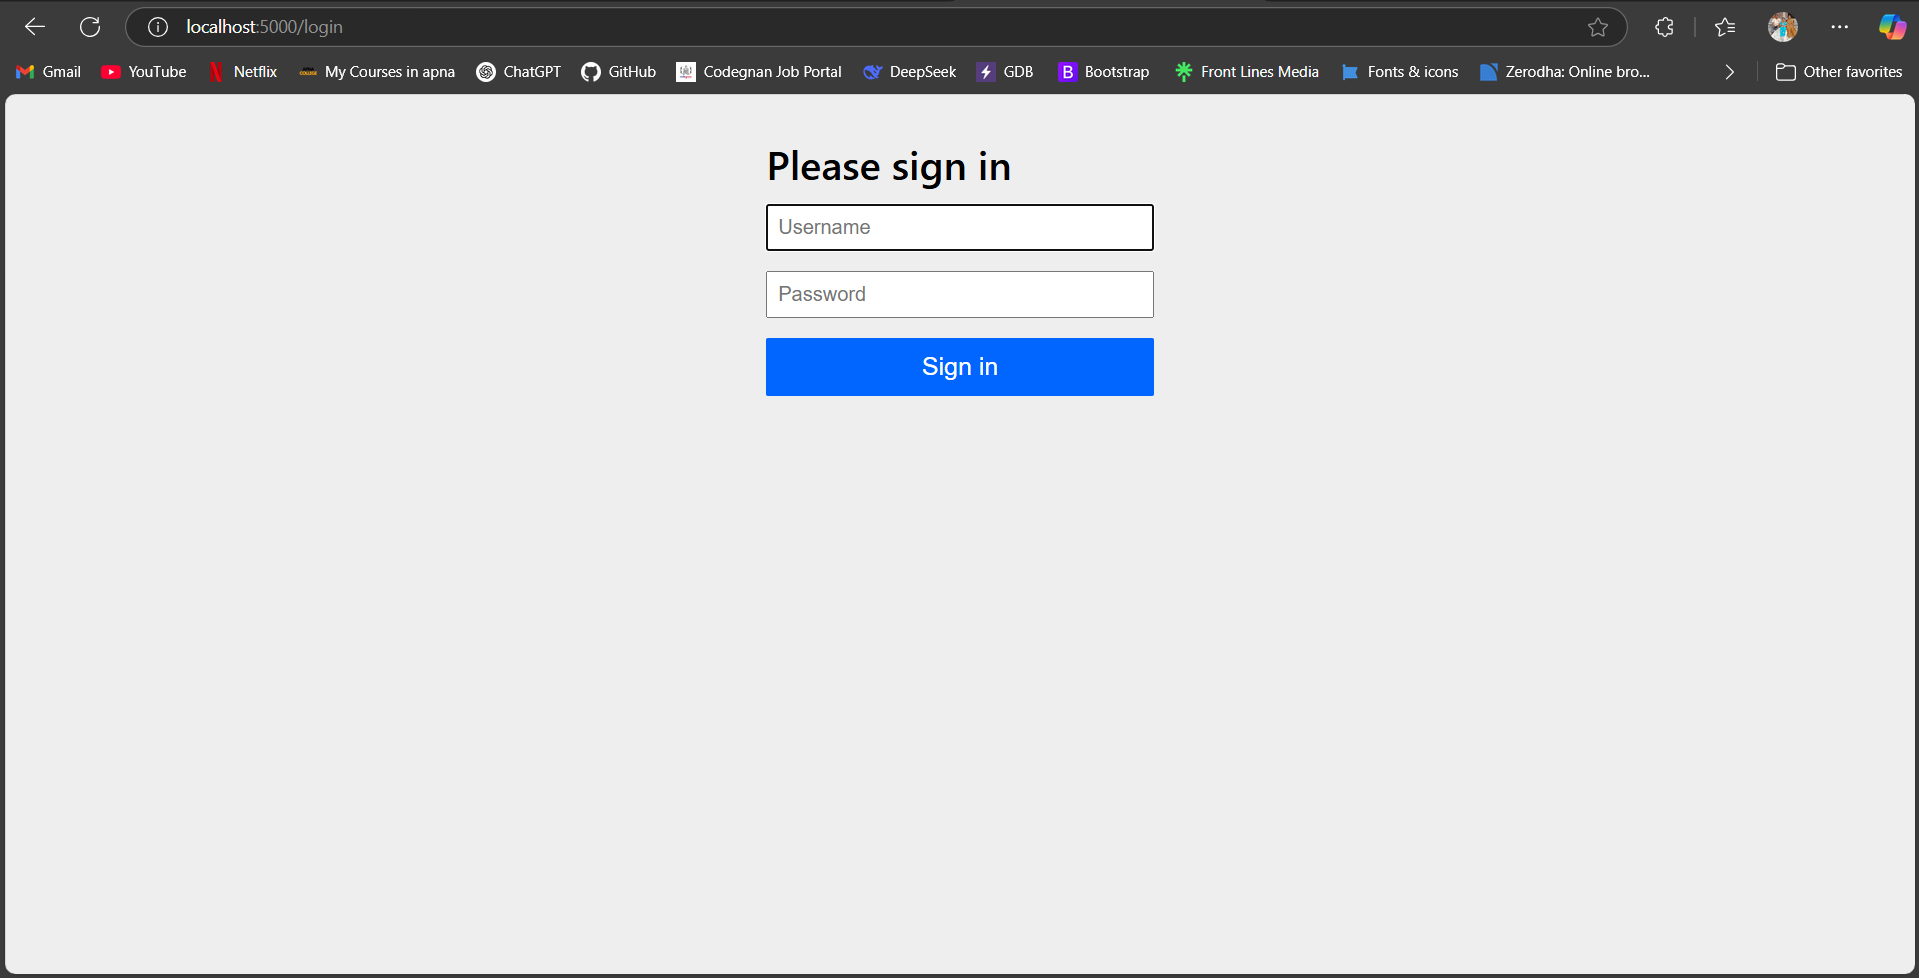 localhost:5000/login
Gmail YouTube Netflix My Courses in apna ChatGPT GitHub Codegnan Job Portal DeepSeek GDB B Bootstrap Front Lines Media Fonts & icons Zerodha: Online bro... Other favorites
Please sign in
Username
Password
Sign in